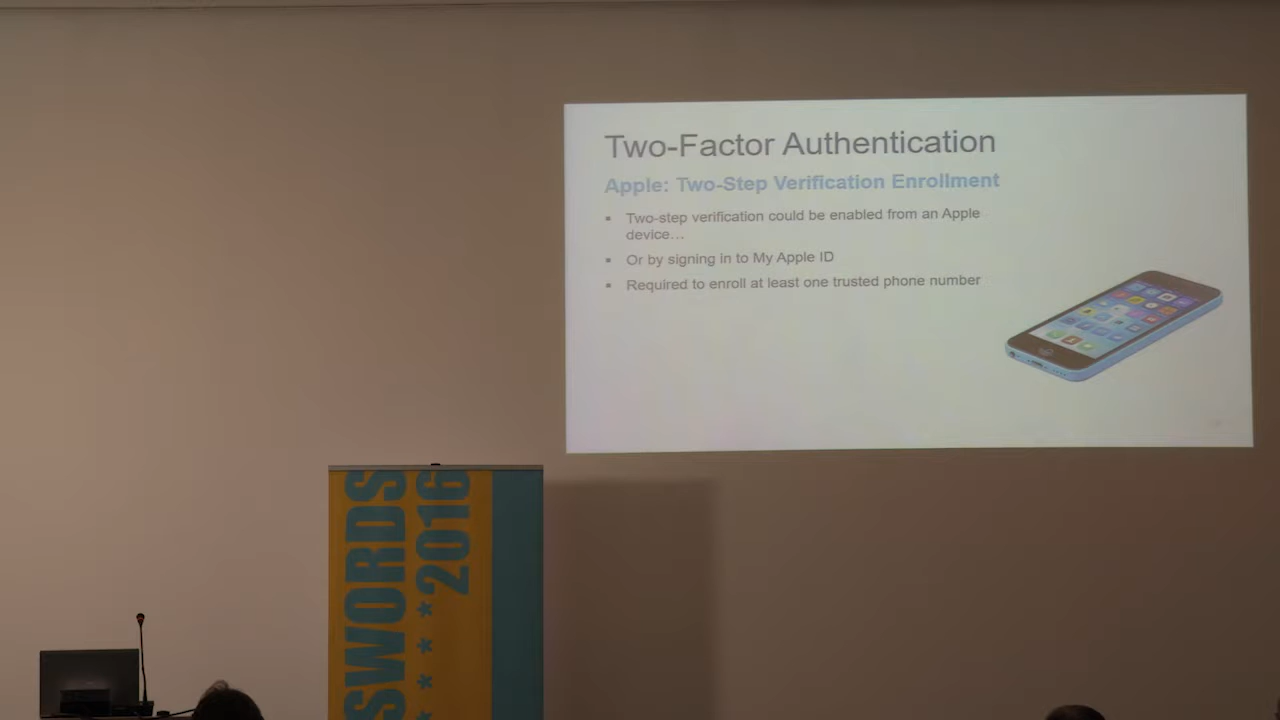 Two-Factor Authentication
Apple: Two-Step Verification Enrollment
▪ Two-step verification could be enabled from an Apple
device…
▪ Or by signing in to My Apple ID
▪ Required to enroll at least one trusted phone number
SWORDS
2016
****